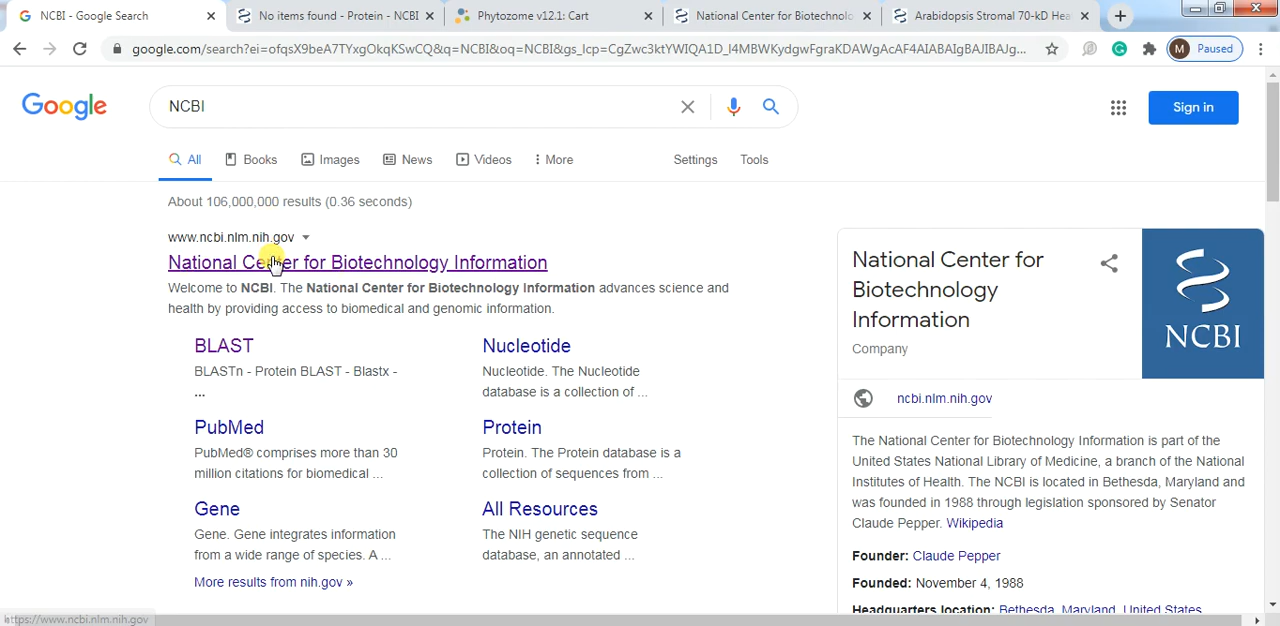 NCBI - Google Search
No items found - Protein - NCBI
Phytozome v12.1: Cart
National Center for Biotechnolo
Arabidopsis Stromal 70-kD Hea
google.com/search?ei=ofqsX9beA7TYxgOkqKSwCQ&q=NCBI&oq=NCBI&gs_lcp=CgZwc3ktYWIQA1D_l4MBWKydgwFgraKDAWgAcAF4AIABAIgBAJIBAJg...
M Paused
Google
NCBI
Sign in
All Books Images News Videos More Settings Tools
About 106,000,000 results (0.36 seconds)
www.ncbi.nlm.nih.gov
National Center for Biotechnology Information
Welcome to NCBI. The National Center for Biotechnology Information advances science and
health by providing access to biomedical and genomic information.
BLAST
BLASTn - Protein BLAST - Blastx -
...
Nucleotide
Nucleotide. The Nucleotide
database is a collection of ...
PubMed
PubMed® comprises more than 30
million citations for biomedical ...
Protein
Protein. The Protein database is a
collection of sequences from ...
Gene
Gene. Gene integrates information
from a wide range of species. A ...
All Resources
The NIH genetic sequence
database, an annotated ...
More results from nih.gov »
National Center for
Biotechnology
Information
Company
NCBI
ncbi.nlm.nih.gov
The National Center for Biotechnology Information is part of the
United States National Library of Medicine, a branch of the National
Institutes of Health. The NCBI is located in Bethesda, Maryland and
was founded in 1988 through legislation sponsored by Senator
Claude Pepper. Wikipedia
Founder: Claude Pepper
Founded: November 4, 1988
Headquarters location: Bethesda, Maryland, United States
https://www.ncbi.nlm.nih.gov